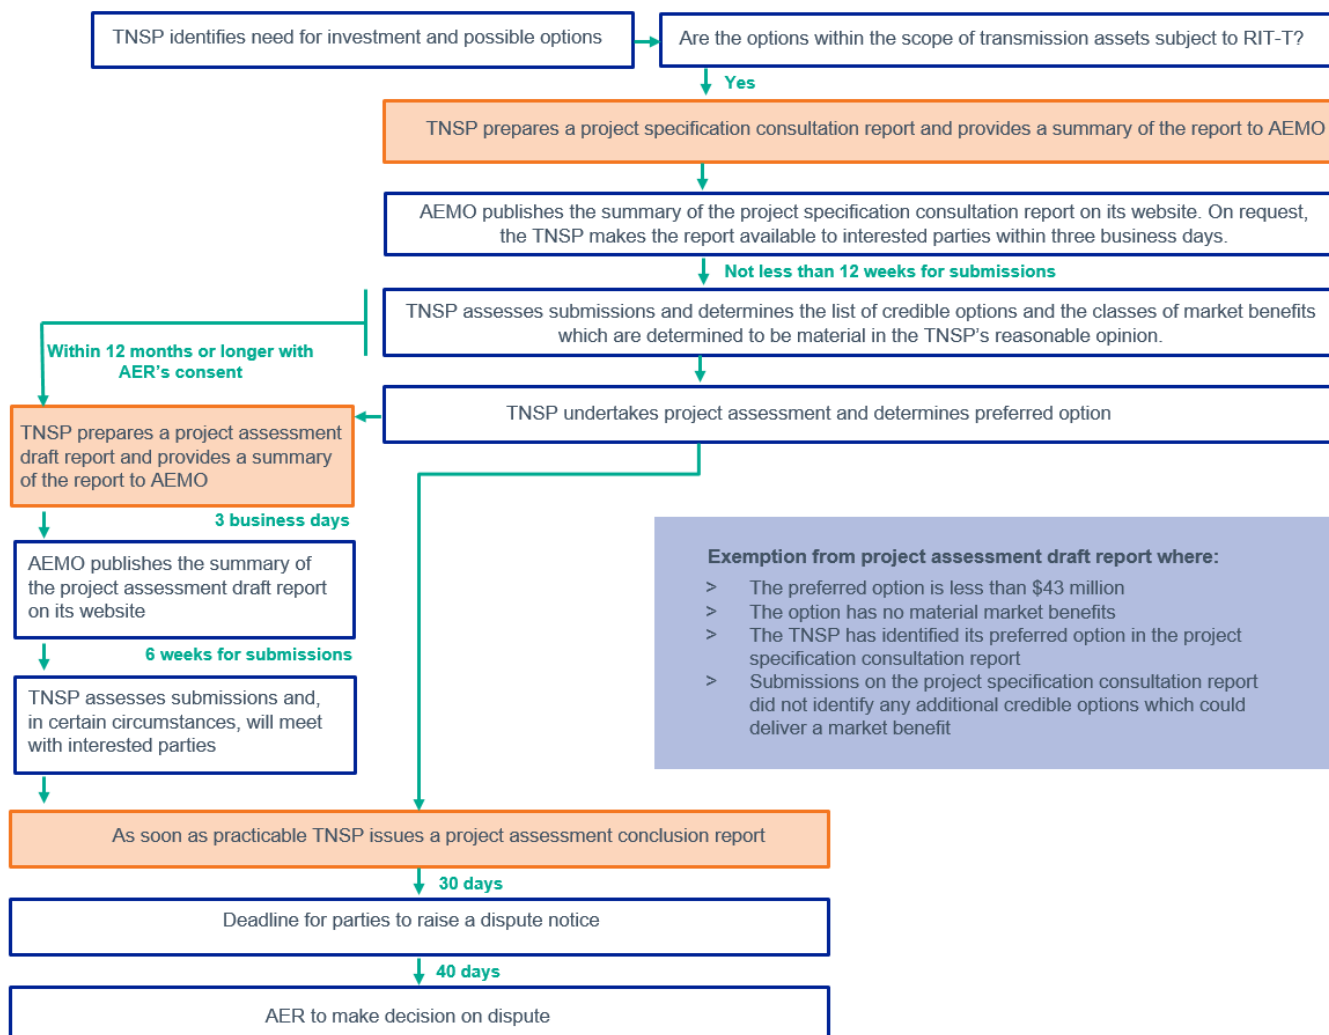 TNSP identifies need for investment and possible options
Are the options within the scope of transmission assets subject to RIT-T?
Yes
TNSP prepares a project specification consultation report and provides a summary of the report to AEMO
AEMO publishes the summary of the project specification consultation report on its website. On request,
the TNSP makes the report available to interested parties within three business days.
Not less than 12 weeks for submissions
TNSP assesses submissions and determines the list of credible options and the classes of market benefits
which are determined to be material in the TNSP's reasonable opinion.
Within 12 months or longer with
AER's consent
TNSP undertakes project assessment and determines preferred option
TNSP prepares a project assessment
draft report and provides a summary
of the report to AEMO
3 business days
AEMO publishes the summary of
the project assessment draft report
on its website
6 weeks for submissions
TNSP assesses submissions and,
in certain circumstances, will meet
with interested parties
Exemption from project assessment draft report where:
> The preferred option is less than $43 million
> The option has no material market benefits
> The TNSP has identified its preferred option in the project
specification consultation report
> Submissions on the project specification consultation report
did not identify any additional credible options which could
deliver a market benefit
As soon as practicable TNSP issues a project assessment conclusion report
30 days
Deadline for parties to raise a dispute notice
40 days
AER to make decision on dispute